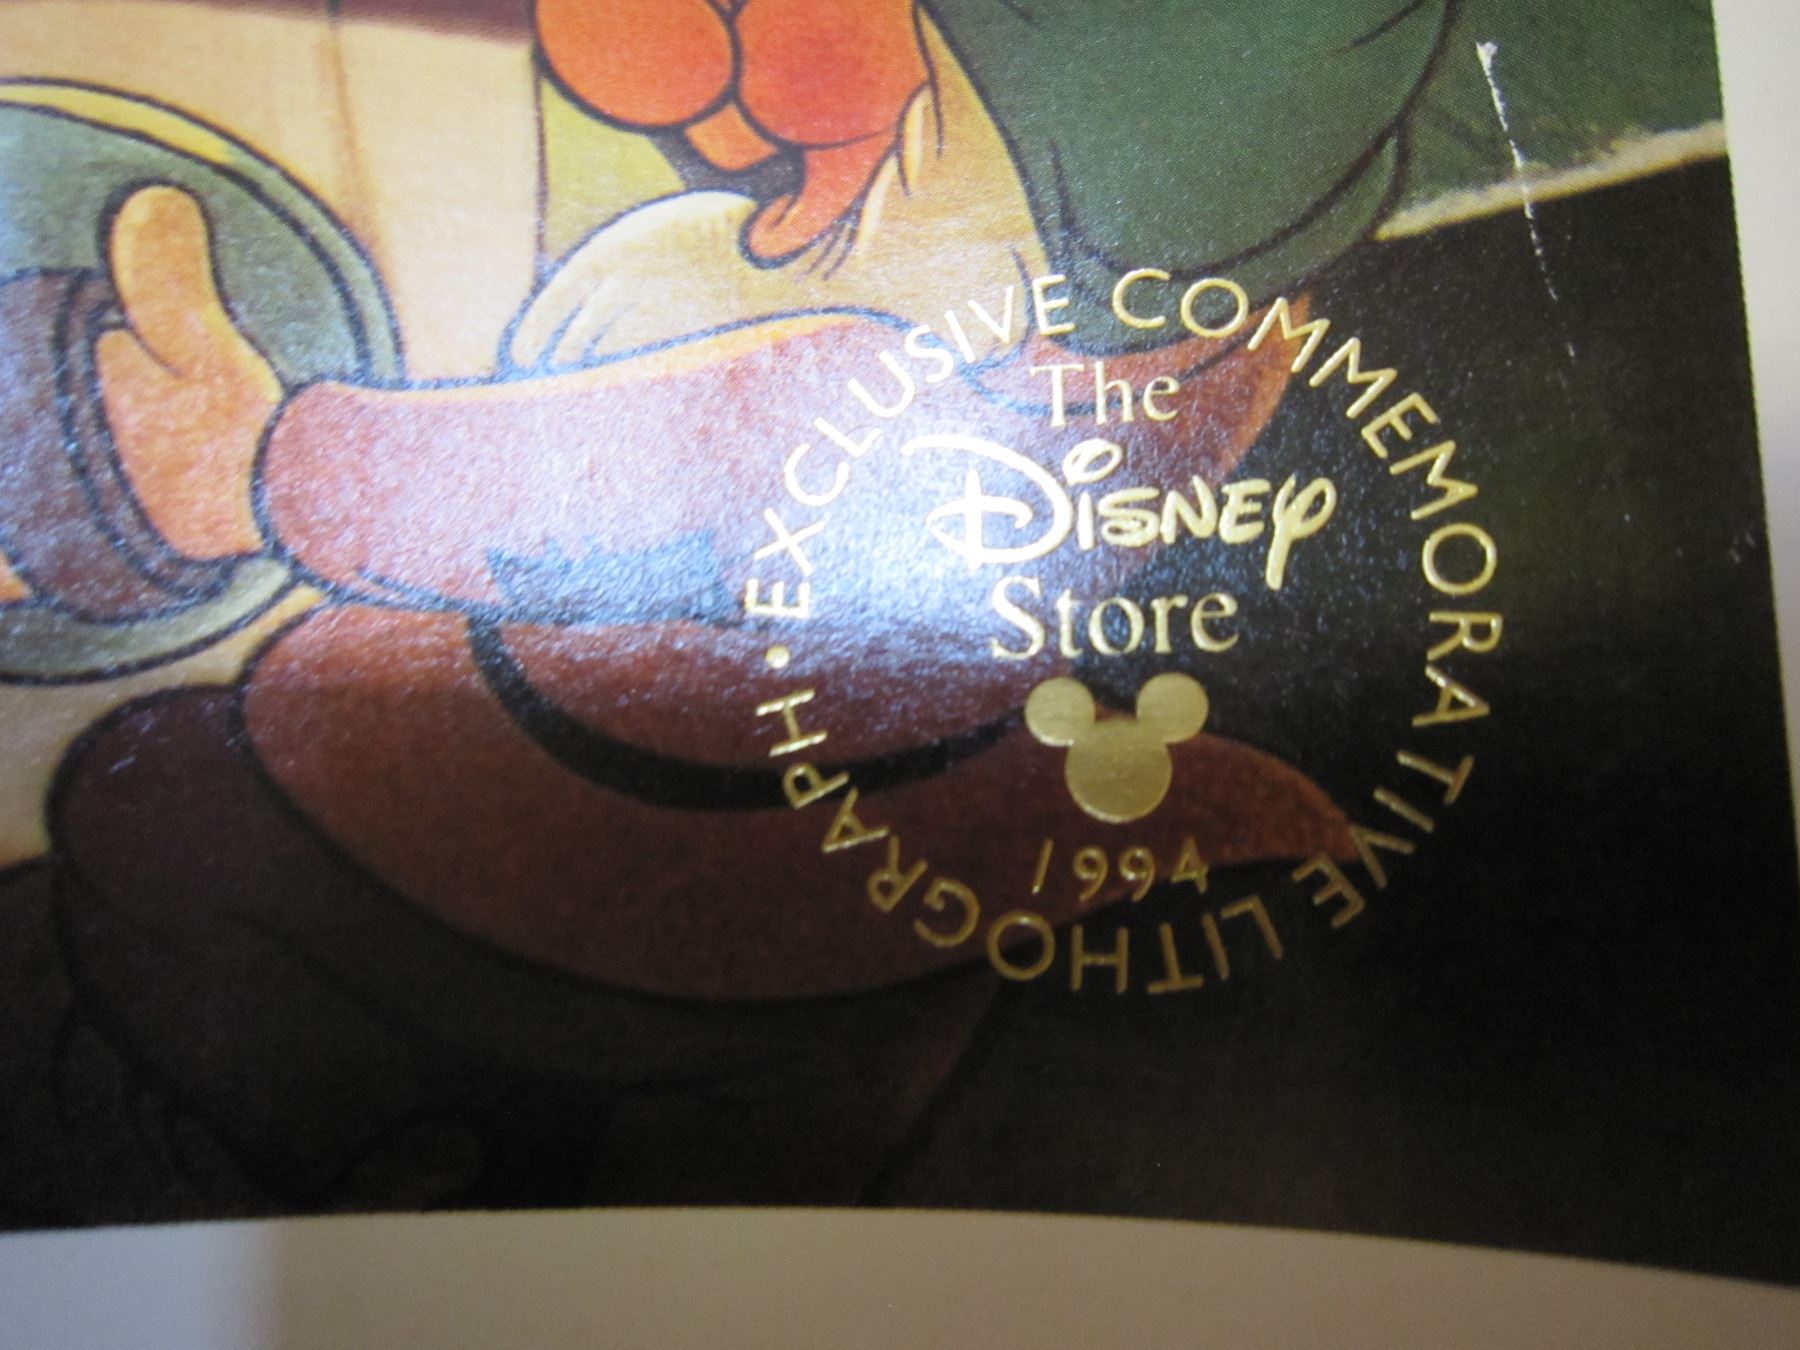 EXCLUSIVE COMMEMORATIVE LITHOGRAPH •
The
Disney
Store
1994